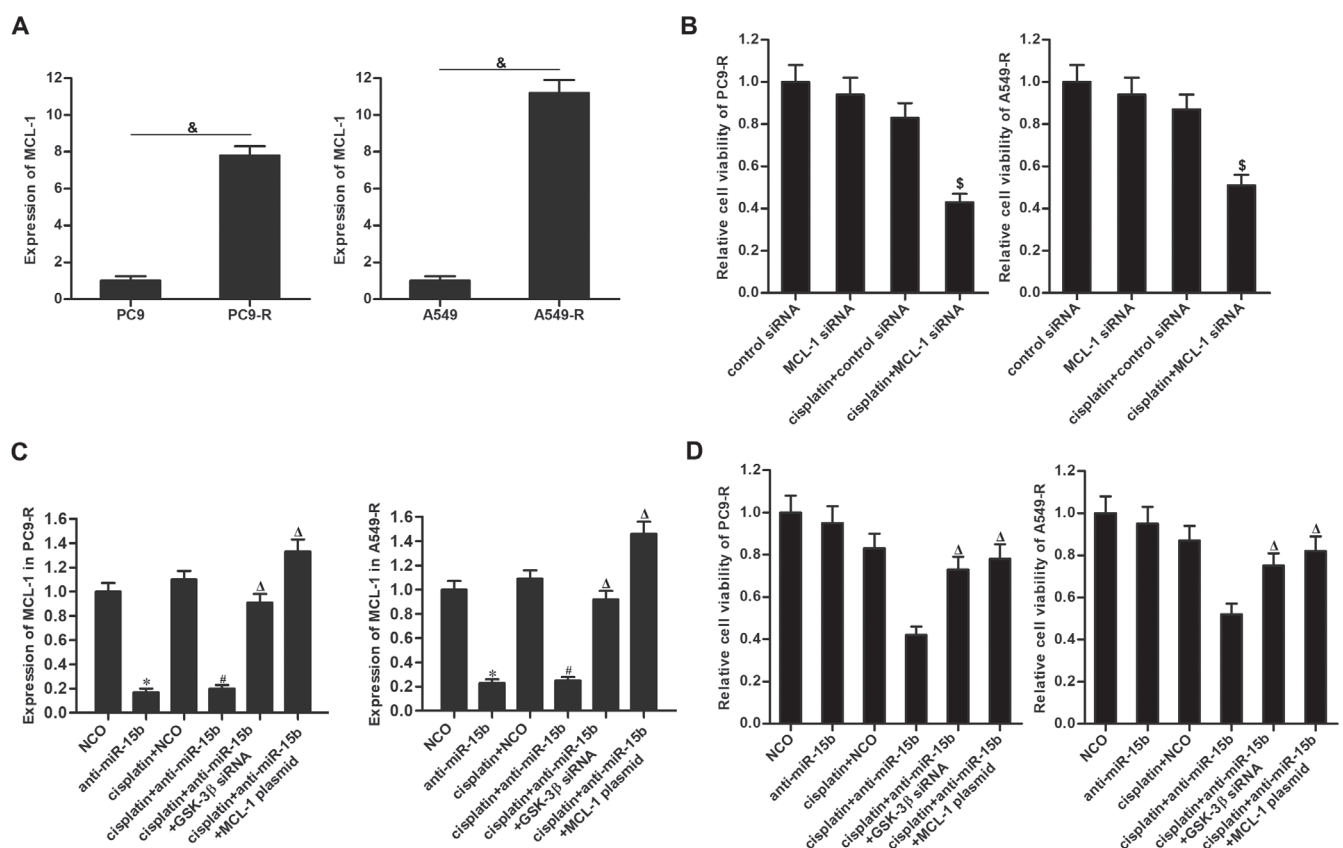 A
Expression of MCL-1
12
10
8
6
4
2
0
&
PC9
PC9-R
Expression of MCL-1
12
10
8
6
4
2
0
&
A549
A549-R
B
Relative cell viability of PC9-R
1.2
1.0
0.8
0.6
0.4
0.2
0.0
$
control siRNA
MCL-1 siRNA
cisplatin+control siRNA
cisplatin+MCL-1 siRNA
Relative cell viability of A549-R
1.2
1.0
0.8
0.6
0.4
0.2
0.0
$
control siRNA
MCL-1 siRNA
cisplatin+control siRNA
cisplatin+MCL-1 siRNA
C
Expression of MCL-1 in PC9-R
1.6
1.4
1.2
1.0
0.8
0.6
0.4
0.2
0.0
*
#
Δ
Δ
NCO
anti-miR-15b
cisplatin+NCO
cisplatin+anti-miR-15b
cisplatin+anti-miR-15b
+GSK-3β siRNA
cisplatin+anti-miR-15b
+MCL-1 plasmid
Expression of MCL-1 in A549-R
1.6
1.4
1.2
1.0
0.8
0.6
0.4
0.2
0.0
*
#
Δ
Δ
NCO
anti-miR-15b
cisplatin+NCO
cisplatin+anti-miR-15b
cisplatin+anti-miR-15b
+GSK-3β siRNA
cisplatin+anti-miR-15b
+MCL-1 plasmid
D
Relative cell viability of PC9-R
1.2
1.0
0.8
0.6
0.4
0.2
0.0
Δ
Δ
NCO
anti-miR-15b
cisplatin+NCO
cisplatin+anti-miR-15b
cisplatin+anti-miR-15b
+GSK-3β siRNA
cisplatin+anti-miR-15b
+MCL-1 plasmid
Relative cell viability of A549-R
1.2
1.0
0.8
0.6
0.4
0.2
0.0
Δ
Δ
NCO
anti-miR-15b
cisplatin+NCO
cisplatin+anti-miR-15b
cisplatin+anti-miR-15b
+GSK-3β siRNA
cisplatin+anti-miR-15b
+MCL-1 plasmid